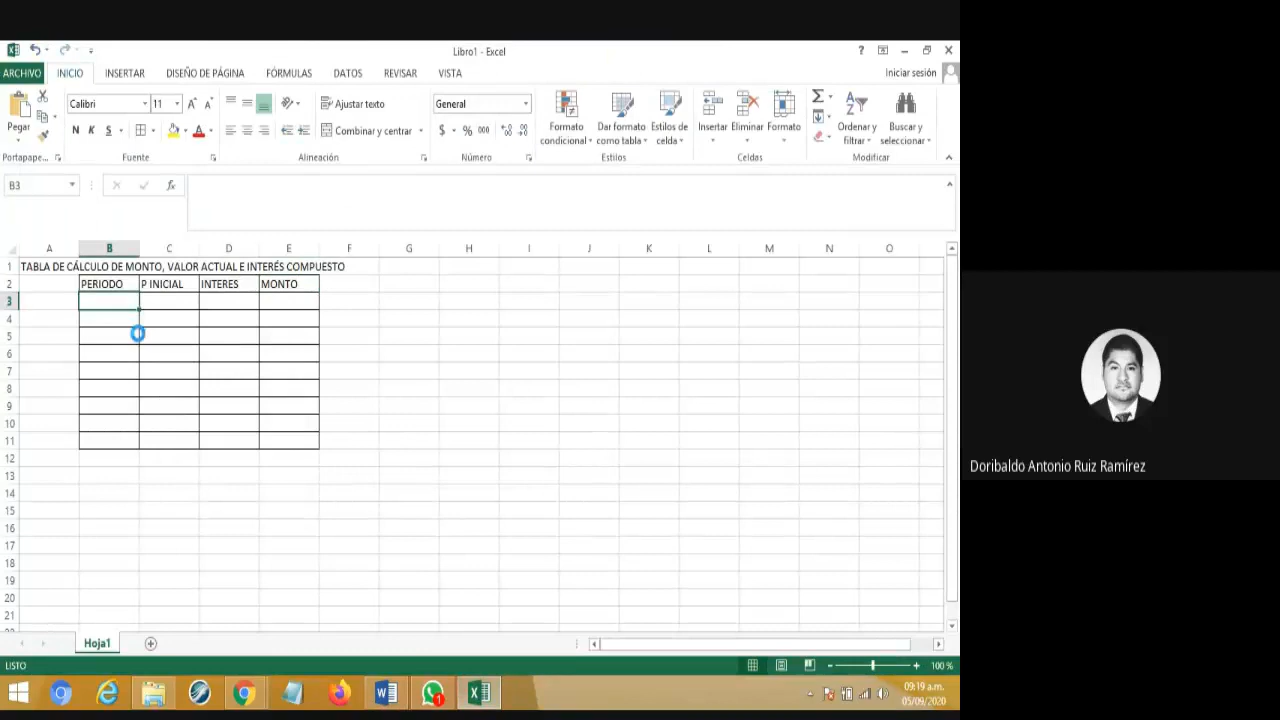 Libro1 - Excel
?
ARCHIVO INICIO INSERTAR DISEÑO DE PÁGINA FÓRMULAS DATOS REVISAR VISTA Iniciar sesión
Pegar
Calibri 11
N K S
Ajustar texto
Combinar y centrar
General
$ % 000
Formato condicional
Dar formato como tabla
Estilos de celda
Insertar
Eliminar
Formato
Ordenar y filtrar
Buscar y seleccionar
Portapape... Fuente Alineación Número Estilos Celdas Modificar
B3 fx
A B C D E F G H I J K L M N O
1 TABLA DE CÁLCULO DE MONTO, VALOR ACTUAL E INTERÉS COMPUESTO
2 PERIODO P INICIAL INTERES MONTO
3
4
5
6
7
8
9
10
11
12
13
14
15
16
17
18
19
20
21
Hoja1
LISTO 100 %
1
09:19 a.m.
05/09/2020
Doribaldo Antonio Ruiz Ramírez